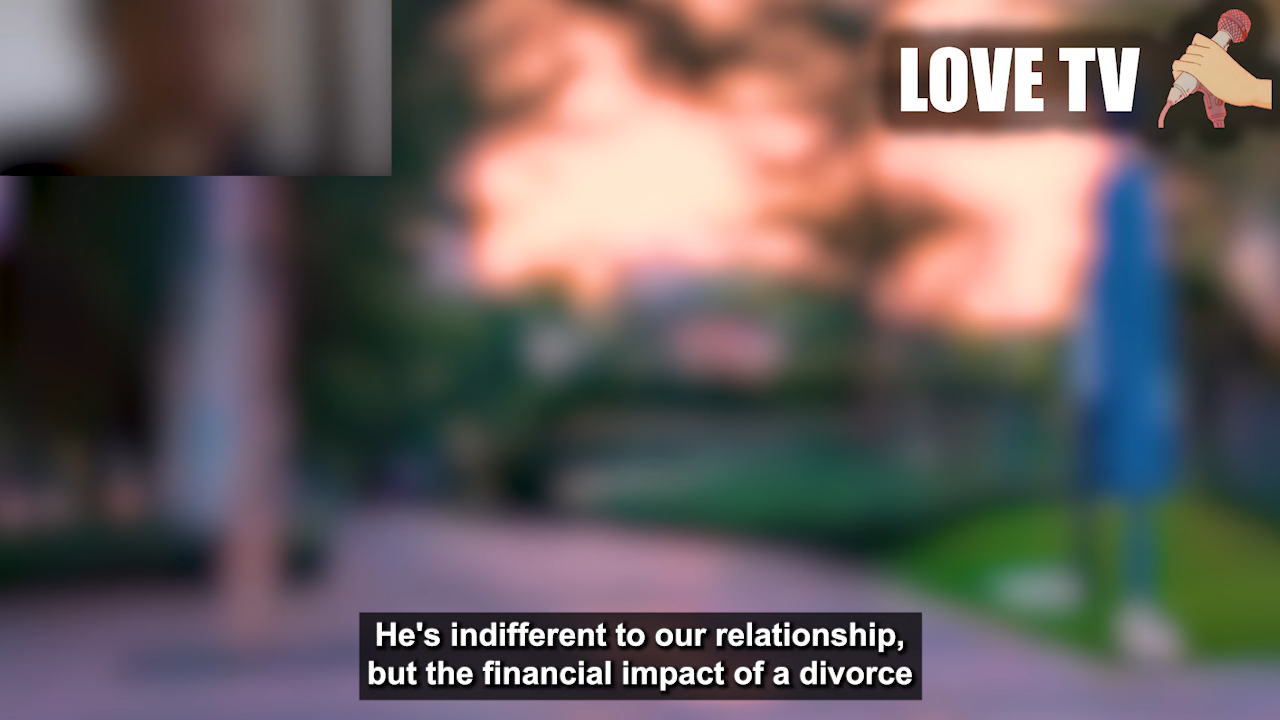 LOVE TV
He's indifferent to our relationship,
but the financial impact of a divorce